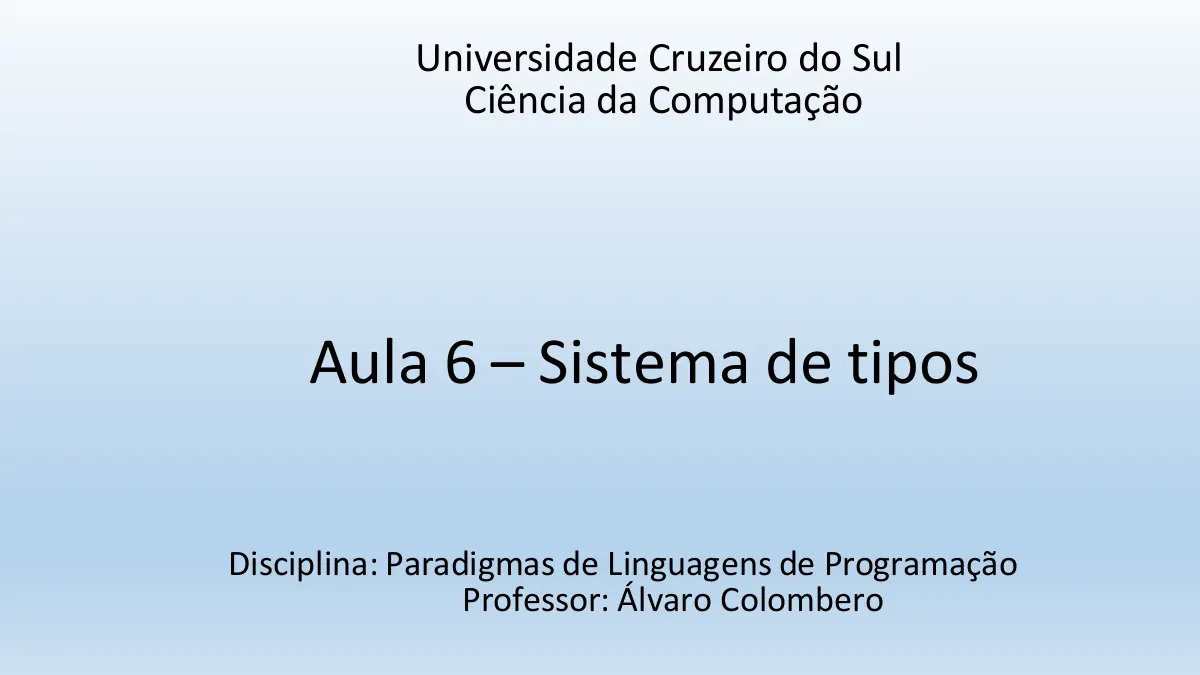 Universidade Cruzeiro do Sul
Ciência da Computação
Aula 6 – Sistema de tipos
Disciplina: Paradigmas de Linguagens de Programação
Professor: Álvaro Colombero